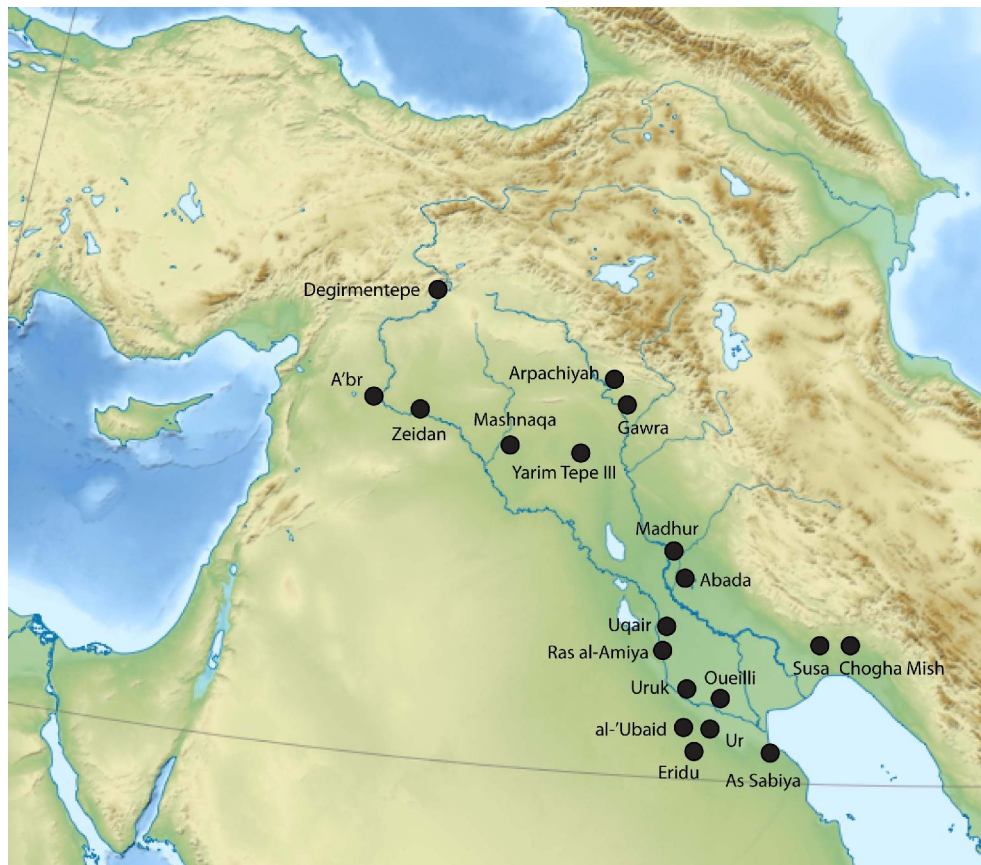 Degirmentepe
A'br
Zeidan
Arpachiyah
Gawra
Mashnaqa
Yarim Tepe III
Madhur
Abada
Uqair
Ras al-Amiya
Susa Chogha Mish
Uruk
Oueilli
al-'Ubaid
Ur
Eridu
As Sabiya